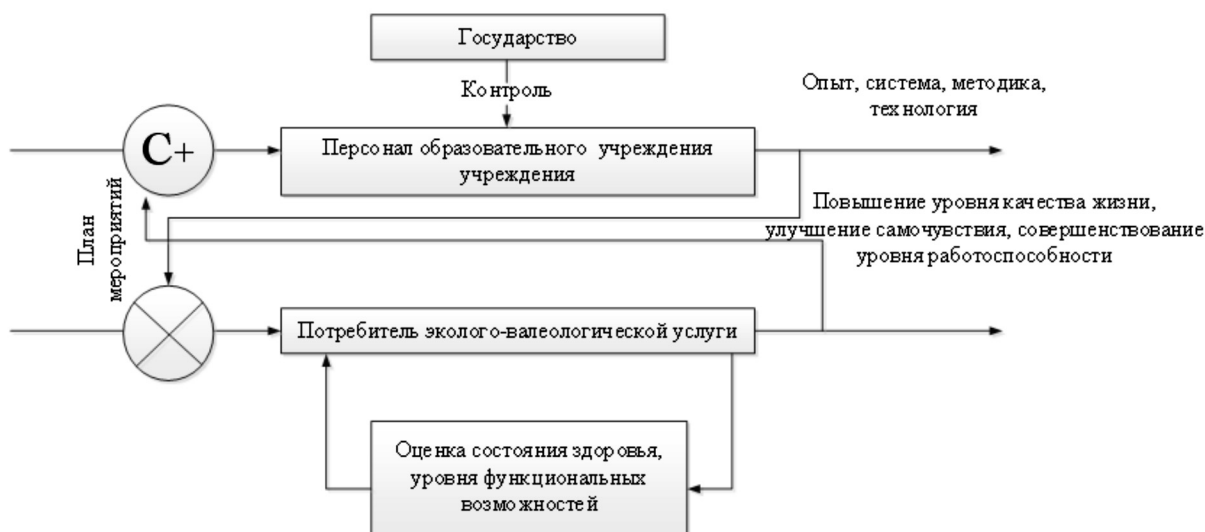 Государство
Контроль
Опыт, система, методика,
технология
С+
Персонал образовательного учреждения
учреждения
План
мероприятий
Повышение уровня качества жизни,
улучшение самочувствия, совершенствование
уровня работоспособности
Потребитель эколого-валеологической услуги
Оценка состояния здоровья,
уровня функциональных
возможностей